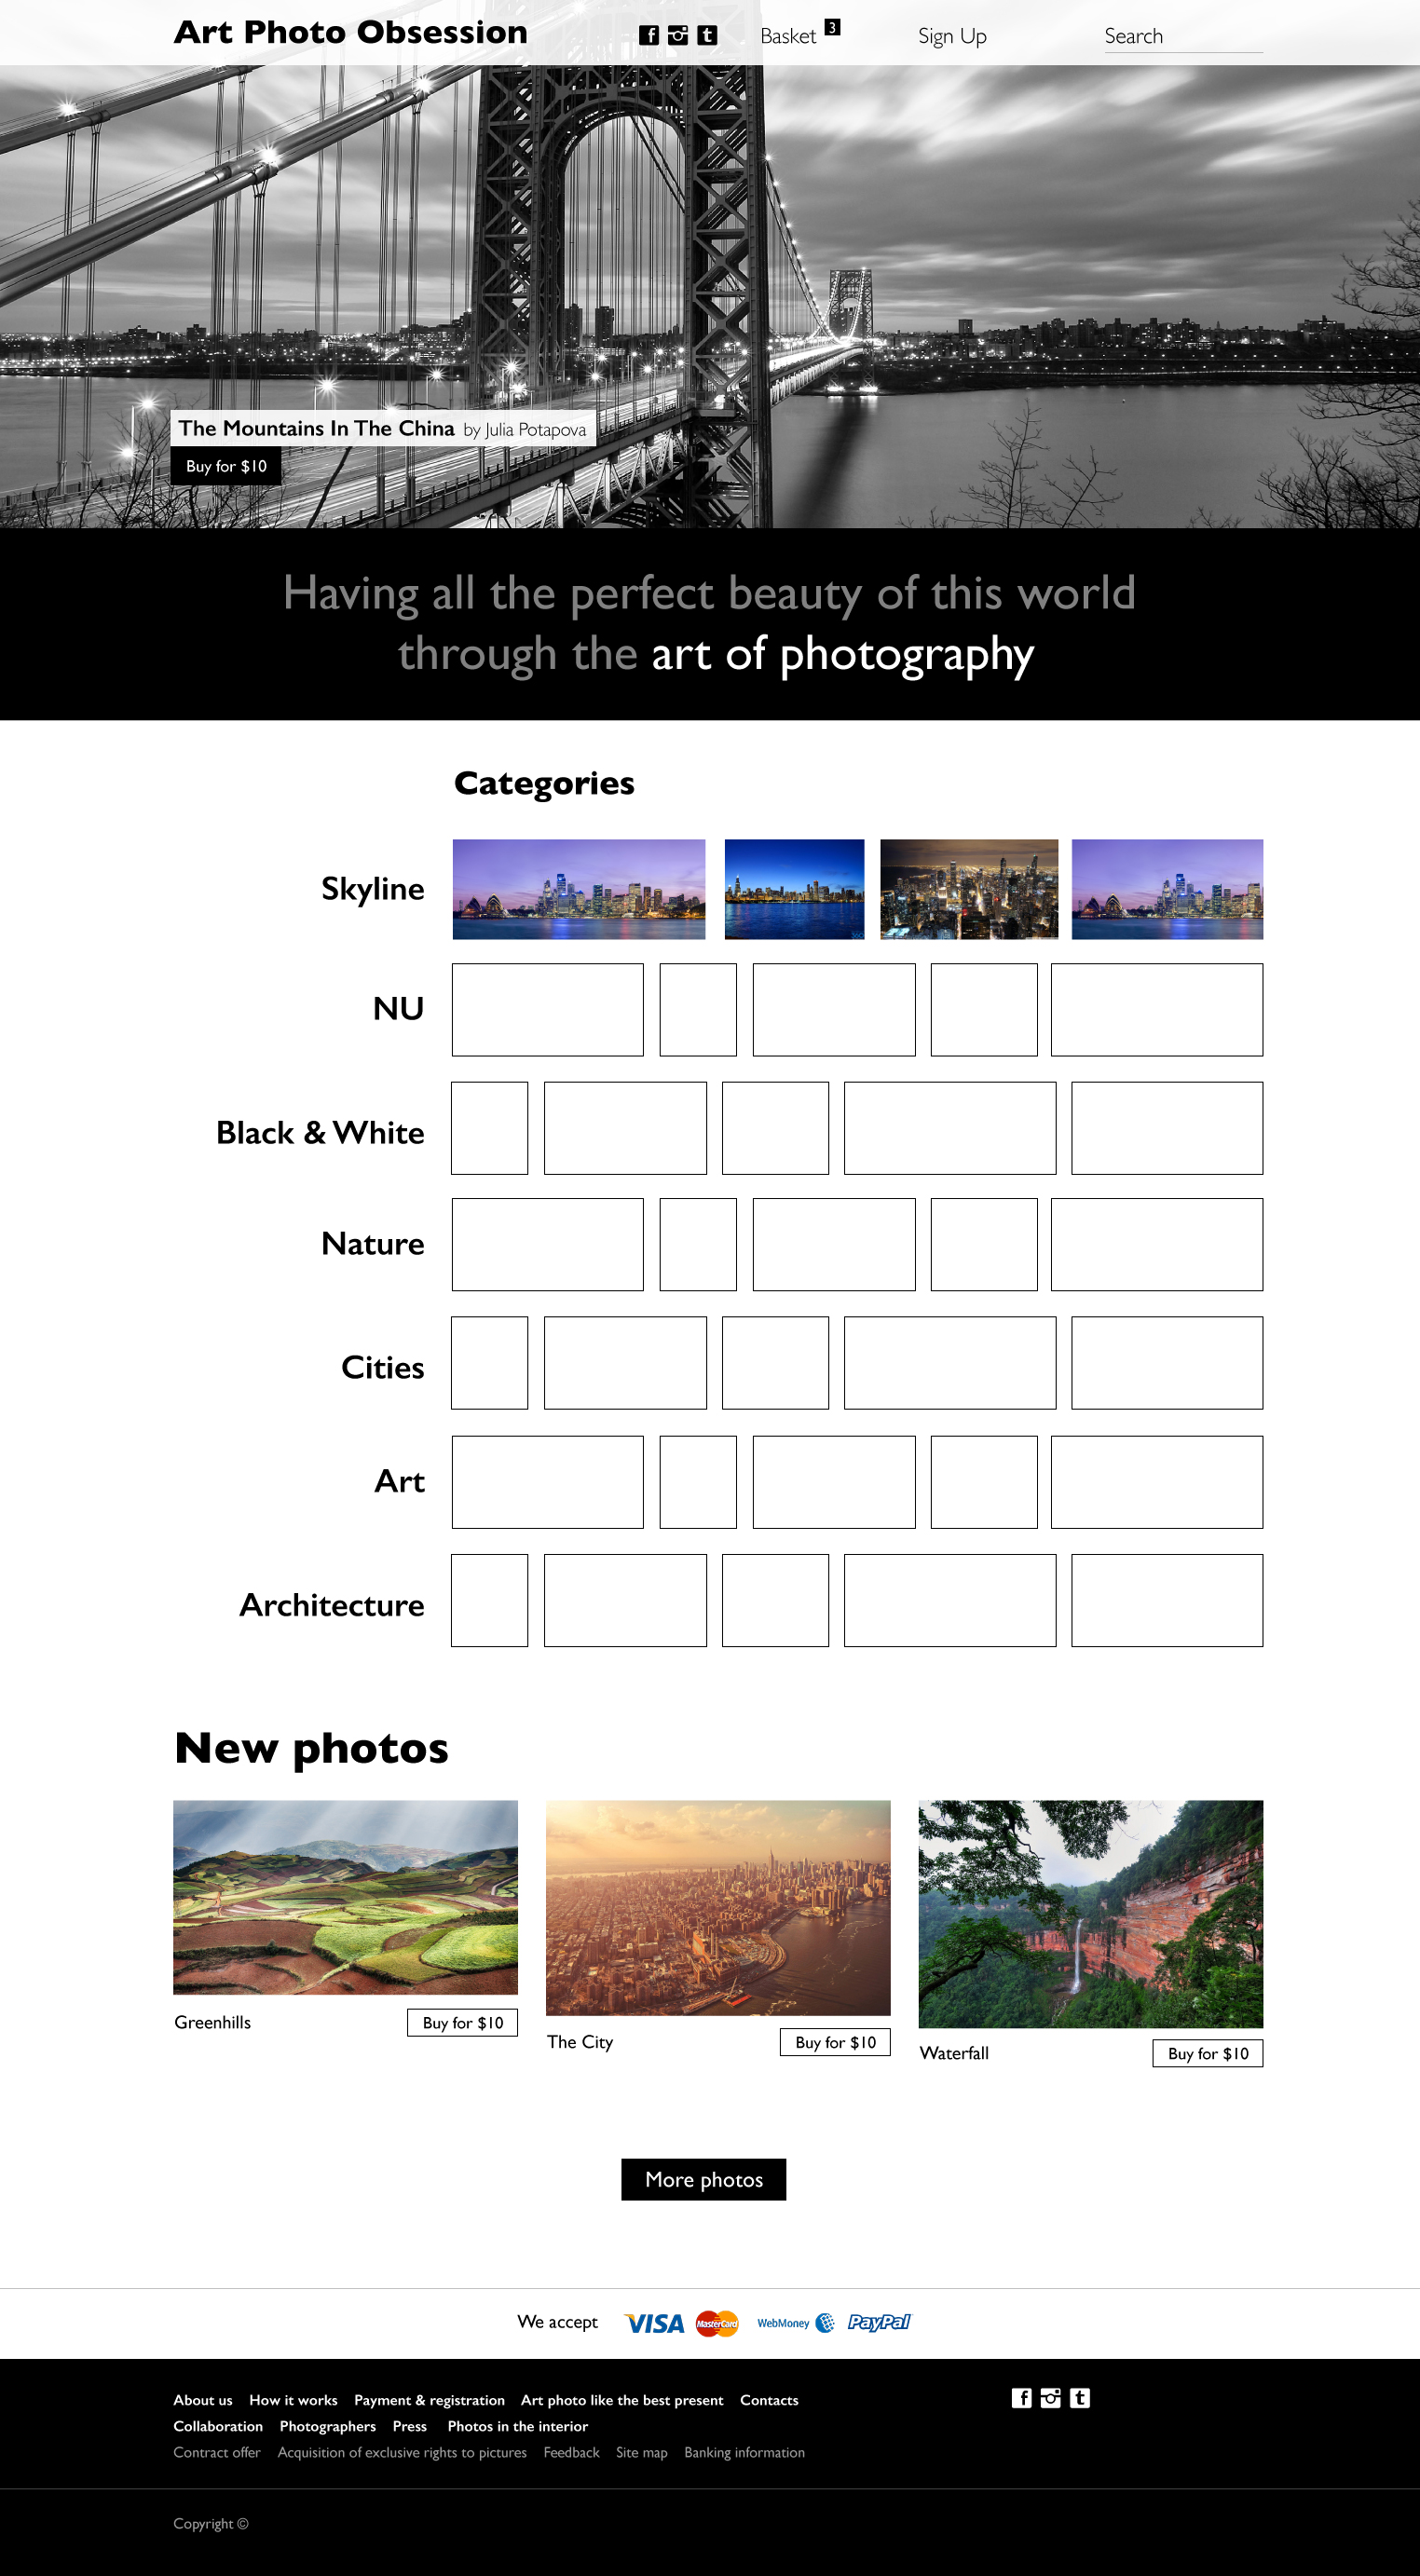 Art Photo Obsession
Basket 3
Sign Up
Search
The Mountains In The China by Julia Potapova
Buy for $10
Having all the perfect beauty of this world
through the art of photography
Categories
Skyline
NU
Black & White
Nature
Cities
Art
Architecture
New photos
Greenhills
Buy for $10
The City
Buy for $10
Waterfall
Buy for $10
More photos
We accept VISA MasterCard WebMoney PayPal
About us How it works Payment & registration Art photo like the best present Contacts
Collaboration Photographers Press Photos in the interior
Contract offer Acquisition of exclusive rights to pictures Feedback Site map Banking information
Copyright ©